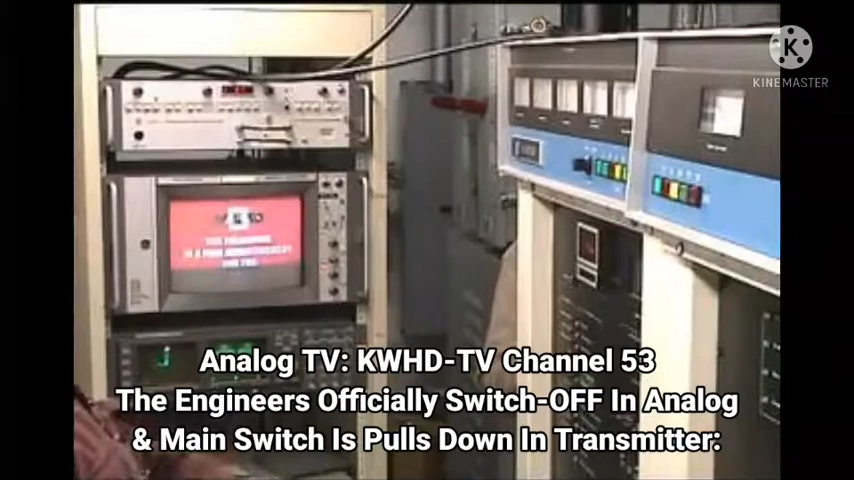 KINEMASTER
Analog TV: KWHD-TV Channel 53
The Engineers Officially Switch-OFF In Analog
& Main Switch Is Pulls Down In Transmitter: